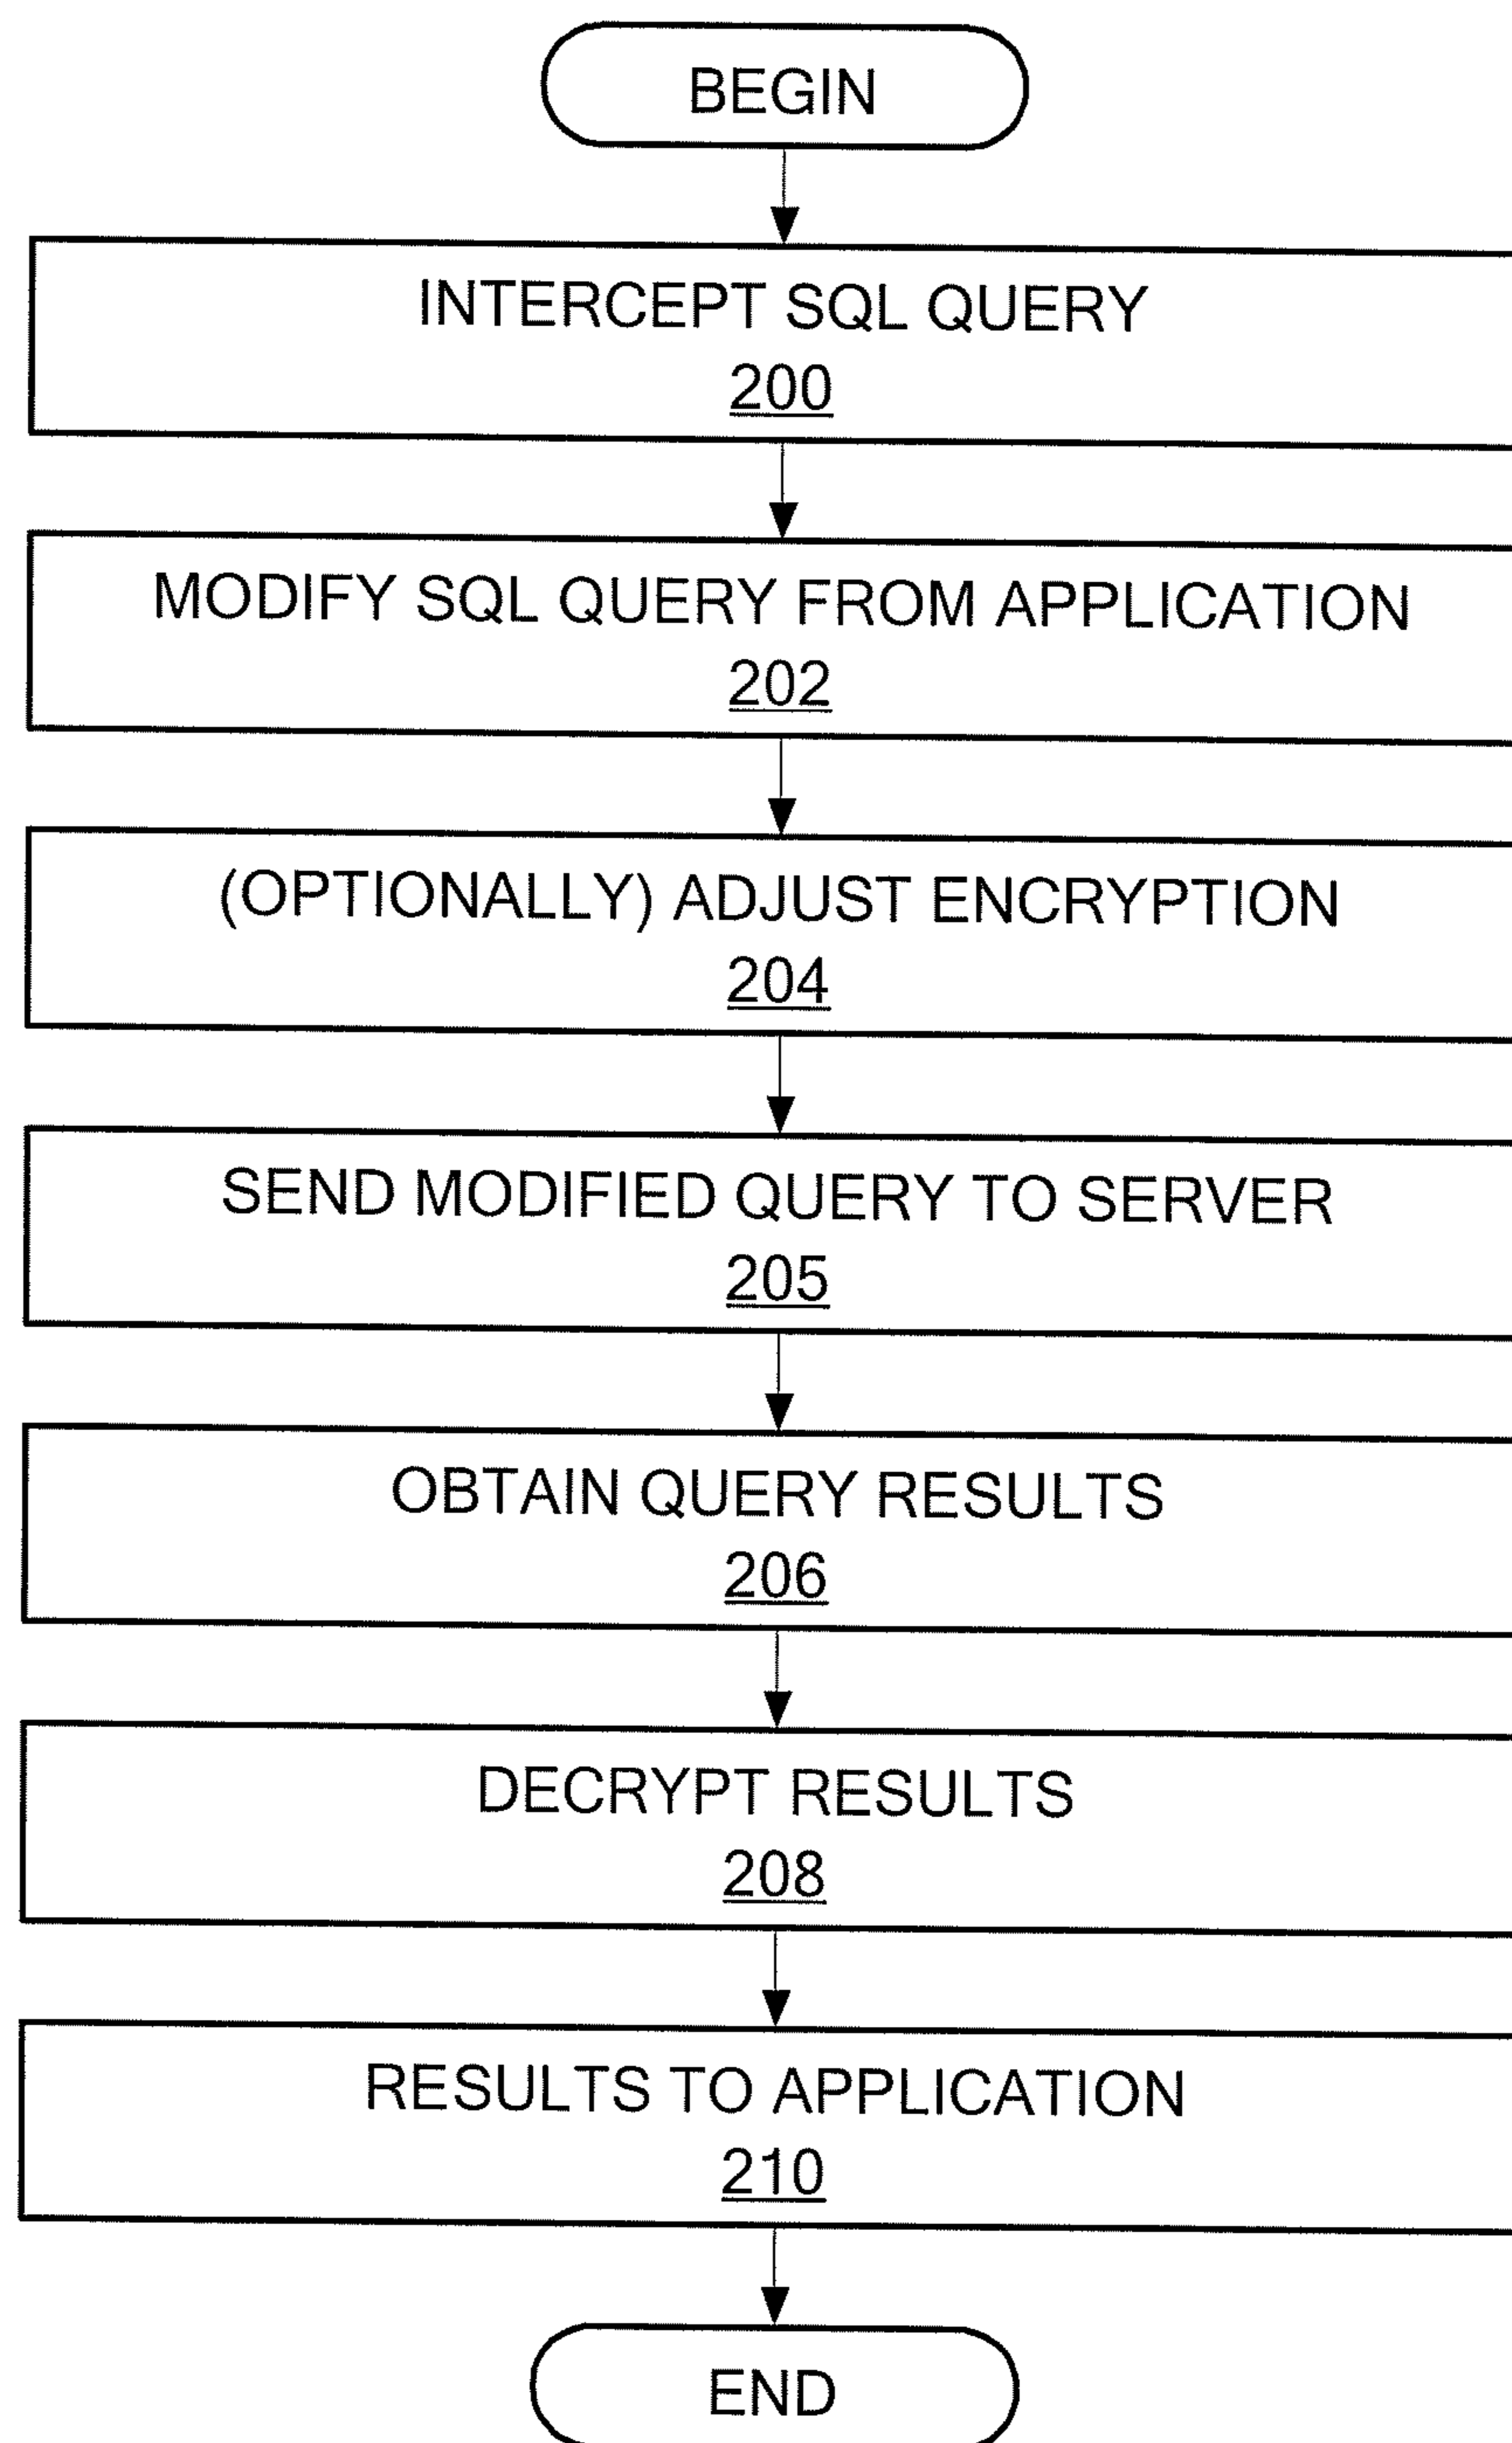 BEGIN
INTERCEPT SQL QUERY
200
MODIFY SQL QUERY FROM APPLICATION
202
(OPTIONALLY) ADJUST ENCRYPTION
204
SEND MODIFIED QUERY TO SERVER
205
OBTAIN QUERY RESULTS
206
DECRYPT RESULTS
208
RESULTS TO APPLICATION
210
END